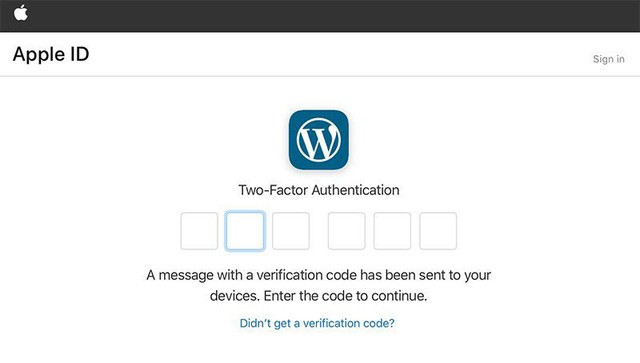 Apple ID
Sign in
Two-Factor Authentication
A message with a verification code has been sent to your
devices. Enter the code to continue.
Didn't get a verification code?